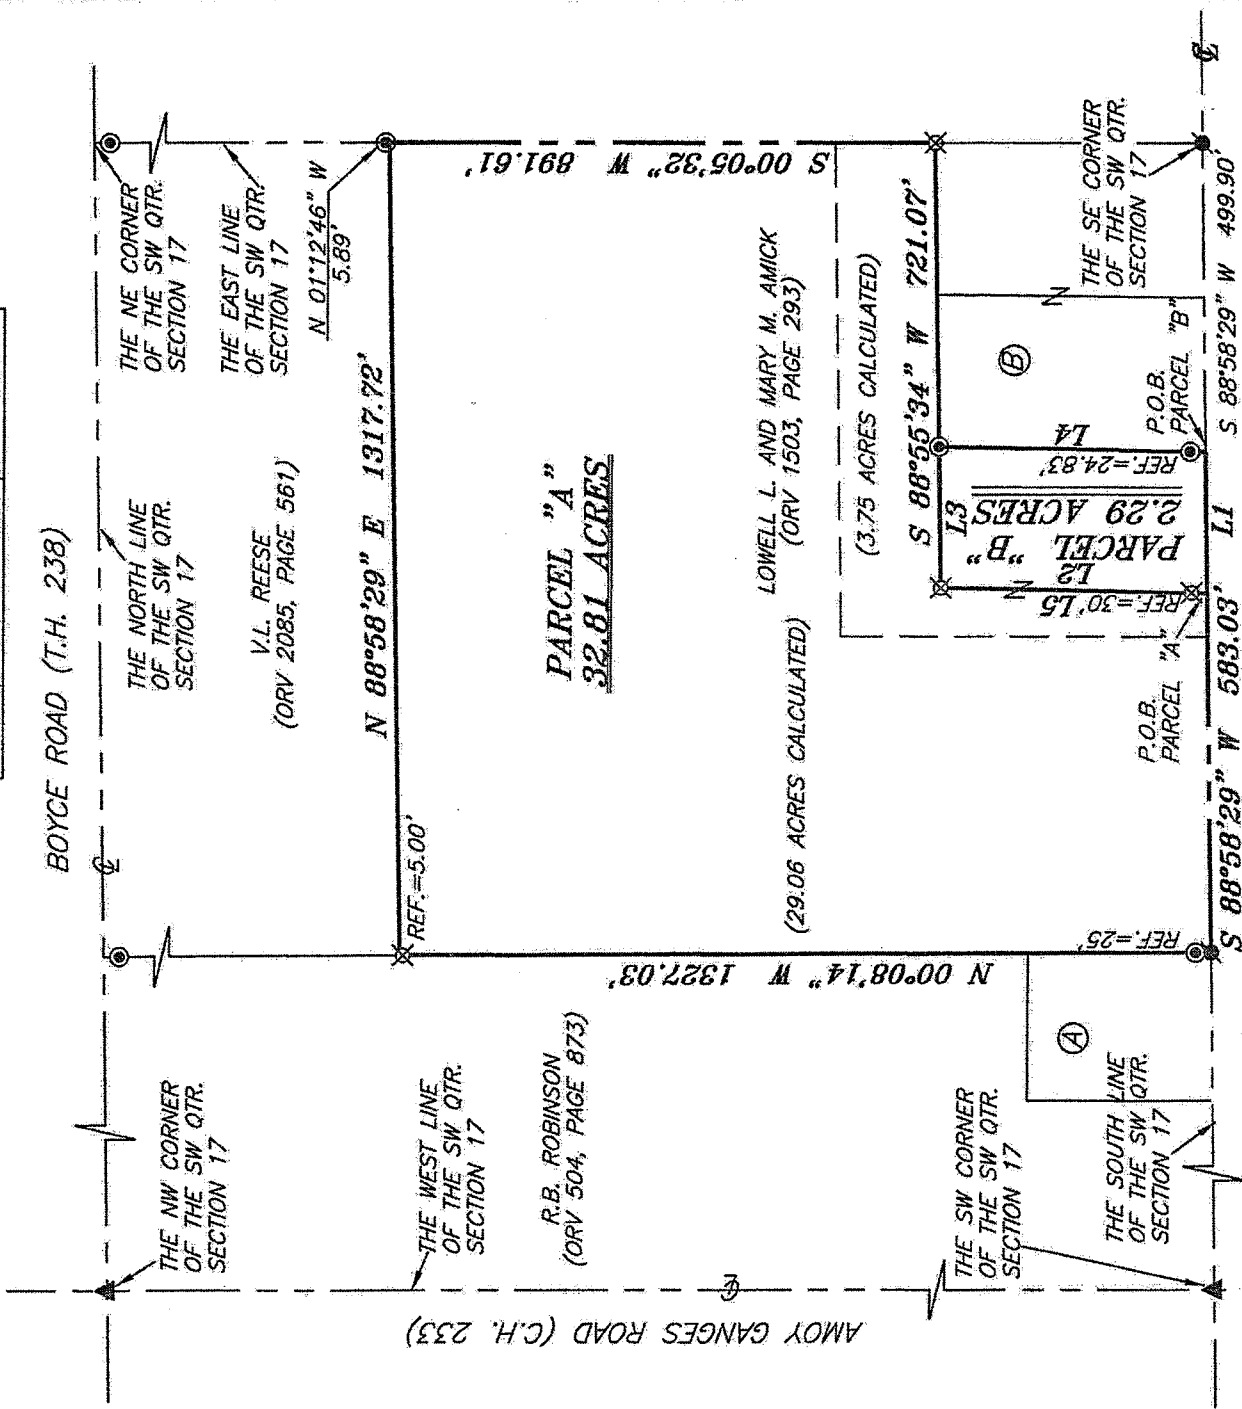 BOYCE ROAD (T.H. 238)
THE NE CORNER
OF THE SW QTR.
SECTION 17
THE NORTH LINE
OF THE SW QTR.
SECTION 17
THE EAST LINE
OF THE SW QTR.
SECTION 17
THE NW CORNER
OF THE SW QTR.
SECTION 17
V.L. REESE
(ORV 2085, PAGE 561)
N 01°12'46" W
5.89'
N 88°58'29" E 1317.72'
REF.=5.00'
THE WEST LINE
OF THE SW QTR.
SECTION 17
R.B. ROBINSON
(ORV 504, PAGE 873)
AMOY GANGES ROAD (C.H. 233)
N 00°08'14" W 1327.03'
PARCEL "A"
32.81 ACRES
S 00°05'32" W 891.61'
LOWELL L. AND MARY M. AMICK
(ORV 1503, PAGE 293)
(29.06 ACRES CALCULATED)
(3.75 ACRES CALCULATED)
S 88°55'34" W 721.07'
L3
B
PARCEL "B"
2.29 ACRES
L2
L4
REF.=24.83'
REF.=30' L5
REF.=25'
A
THE SW CORNER
OF THE SW QTR.
SECTION 17
THE SOUTH LINE
OF THE SW QTR.
SECTION 17
P.O.B.
PARCEL "A"
P.O.B.
PARCEL "B"
THE SE CORNER
OF THE SW QTR.
SECTION 17
S 88°58'29" W 583.03'
L1
S 88°58'29" W 499.90'